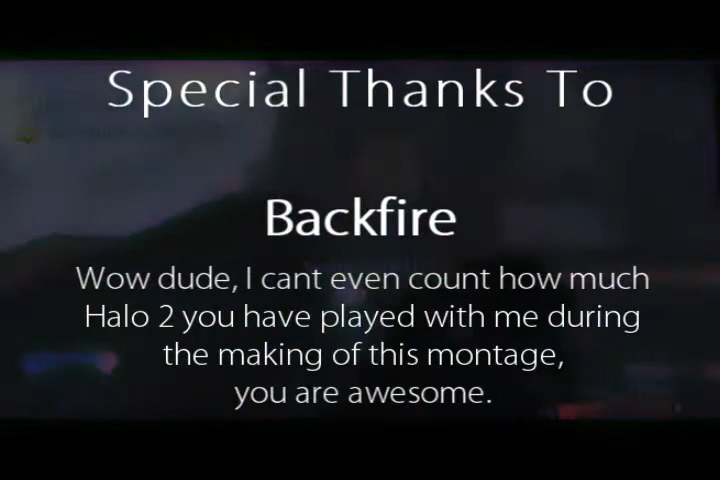 Special Thanks To
Backfire
Wow dude, I cant even count how much
Halo 2 you have played with me during
the making of this montage,
you are awesome.